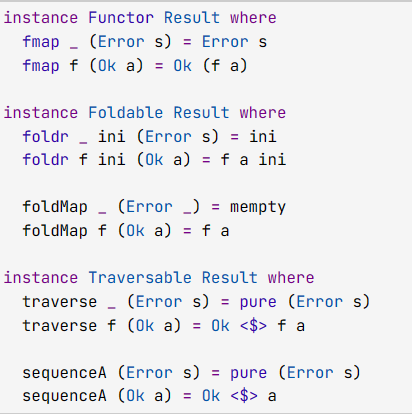 instance Functor Result where
  fmap _ (Error s) = Error s
  fmap f (Ok a) = Ok (f a)

instance Foldable Result where
  foldr _ ini (Error s) = ini
  foldr f ini (Ok a) = f a ini

  foldMap _ (Error _) = mempty
  foldMap f (Ok a) = f a

instance Traversable Result where
  traverse _ (Error s) = pure (Error s)
  traverse f (Ok a) = Ok <$> f a

  sequenceA (Error s) = pure (Error s)
  sequenceA (Ok a) = Ok <$> a